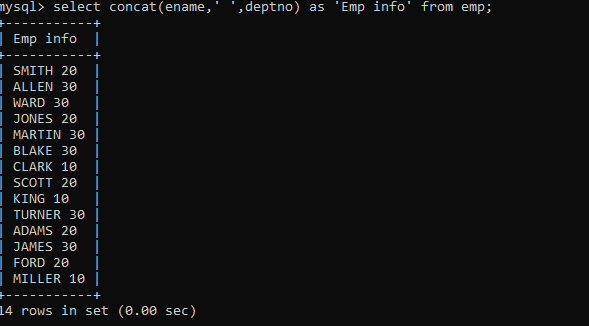 mysql> select concat(ename,' ',deptno) as 'Emp info' from emp;
+-----------+
| Emp info  |
+-----------+
| SMITH 20  |
| ALLEN 30  |
| WARD 30   |
| JONES 20  |
| MARTIN 30 |
| BLAKE 30  |
| CLARK 10  |
| SCOTT 20  |
| KING 10   |
| TURNER 30 |
| ADAMS 20  |
| JAMES 30  |
| FORD 20   |
| MILLER 10 |
+-----------+
14 rows in set (0.00 sec)